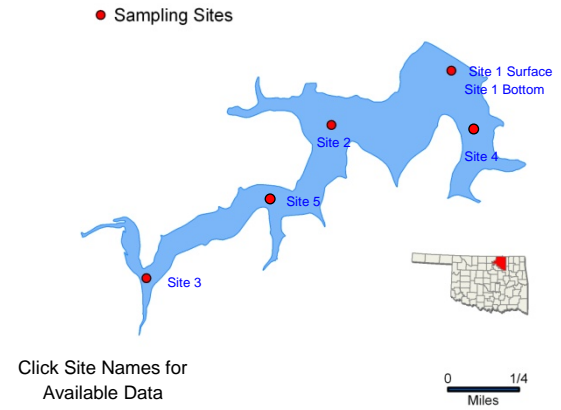 Sampling Sites
Site 1 Surface
Site 1 Bottom
Site 2
Site 4
Site 5
Site 3
Click Site Names for
Available Data
0 1/4
Miles